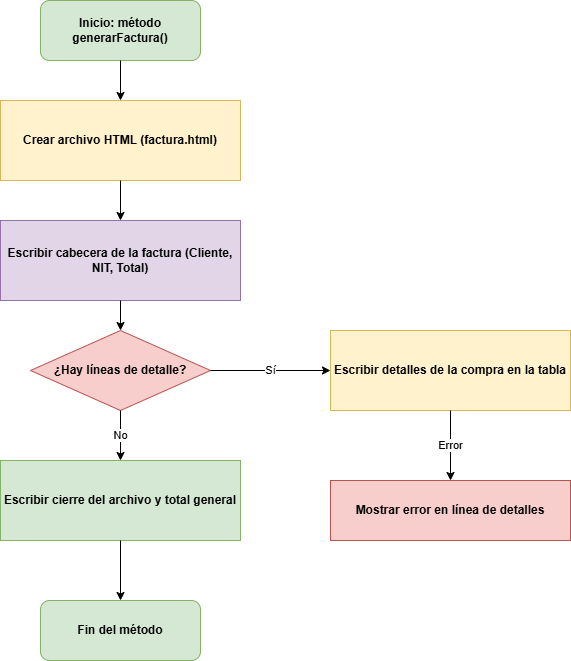 Inicio: método
generarFactura()
Crear archivo HTML (factura.html)
Escribir cabecera de la factura (Cliente,
NIT, Total)
¿Hay líneas de detalle?
Sí
Escribir detalles de la compra en la tabla
No
Error
Escribir cierre del archivo y total general
Mostrar error en línea de detalles
Fin del método